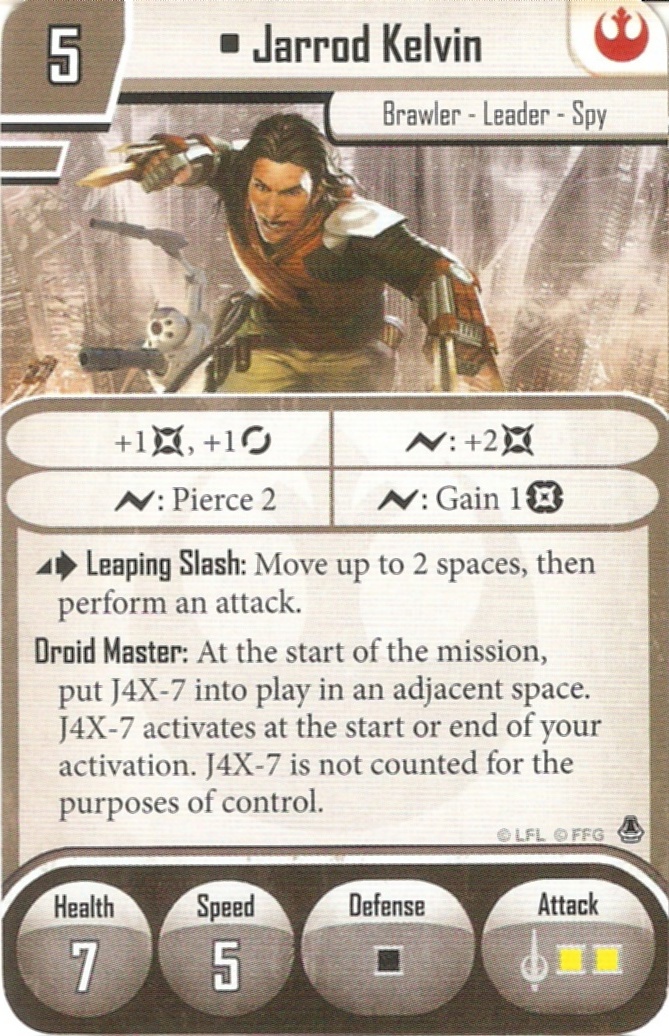 5
Jarrod Kelvin
Brawler - Leader - Spy
+1, +1
: +2
: Pierce 2
: Gain 1
Leaping Slash: Move up to 2 spaces, then
perform an attack.
Droid Master: At the start of the mission,
put J4X-7 into play in an adjacent space.
J4X-7 activates at the start or end of your
activation. J4X-7 is not counted for the
purposes of control.
© LFL © FFG
Health
7
Speed
5
Defense
Attack